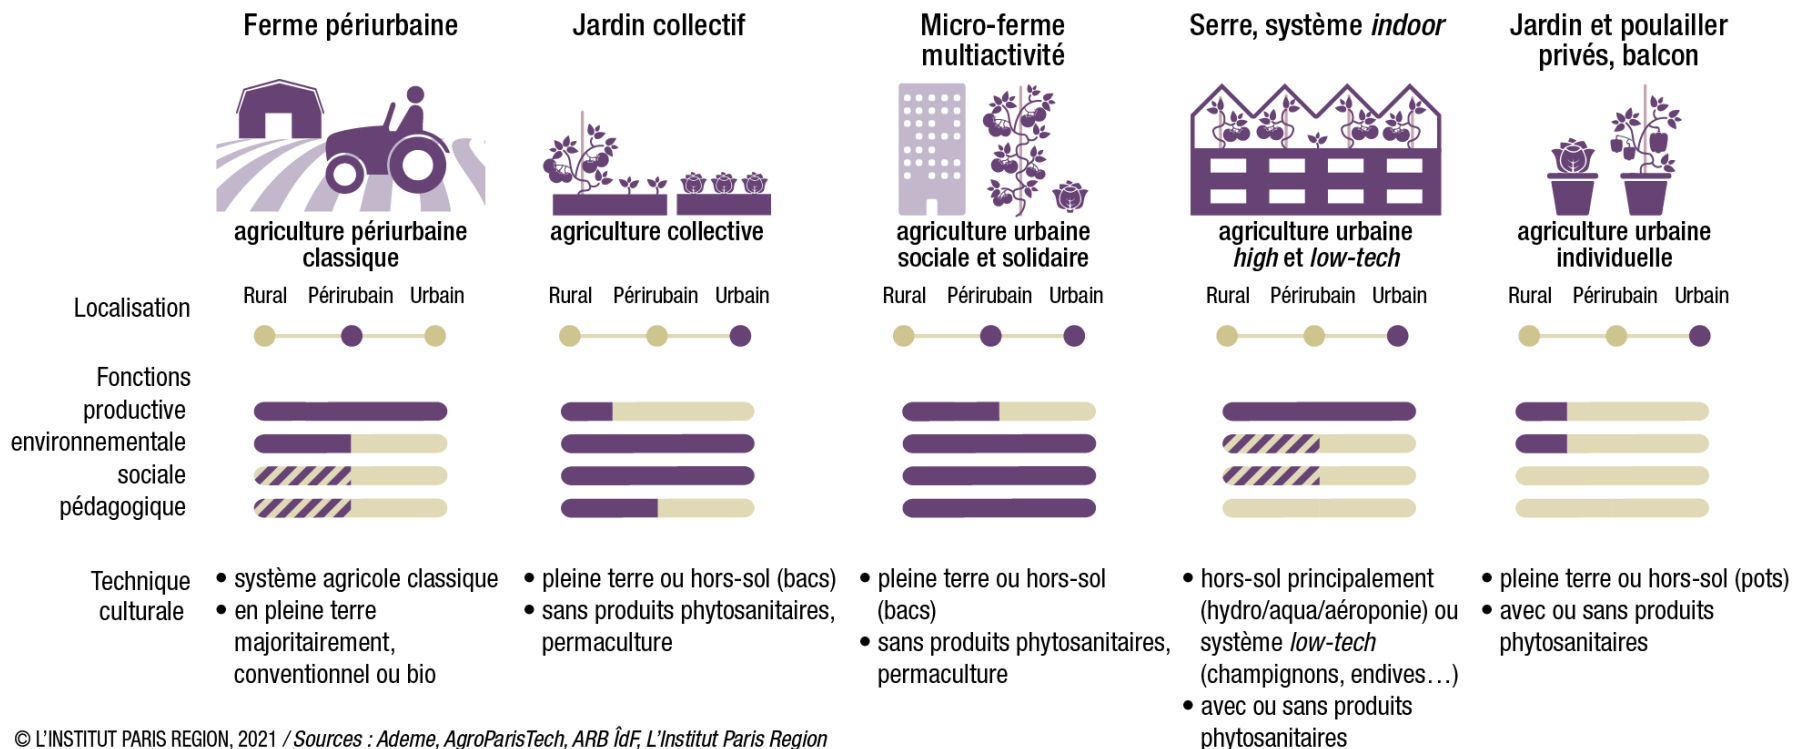 Ferme périurbaine
Jardin collectif
Micro-ferme
multiactivité
Serre, système indoor
Jardin et poulailler
privés, balcon
agriculture périurbaine
classique
agriculture collective
agriculture urbaine
sociale et solidaire
agriculture urbaine
high et low-tech
agriculture urbaine
individuelle
Localisation
Rural Périrubain Urbain
Rural Périrubain Urbain
Rural Périrubain Urbain
Rural Périrubain Urbain
Rural Périrubain Urbain
Fonctions
productive
environnementale
sociale
pédagogique
Technique
culturale
• système agricole classique
• en pleine terre
majoritairement,
conventionnel ou bio
• pleine terre ou hors-sol (bacs)
• sans produits phytosanitaires,
permaculture
• pleine terre ou hors-sol
(bacs)
• sans produits phytosanitaires,
permaculture
• hors-sol principalement
(hydro/aqua/aéroponie) ou
système low-tech
(champignons, endives…)
• avec ou sans produits
phytosanitaires
• pleine terre ou hors-sol (pots)
• avec ou sans produits
phytosanitaires
© L'INSTITUT PARIS REGION, 2021 / Sources : Ademe, AgroParisTech, ARB ÎdF, L'Institut Paris Region